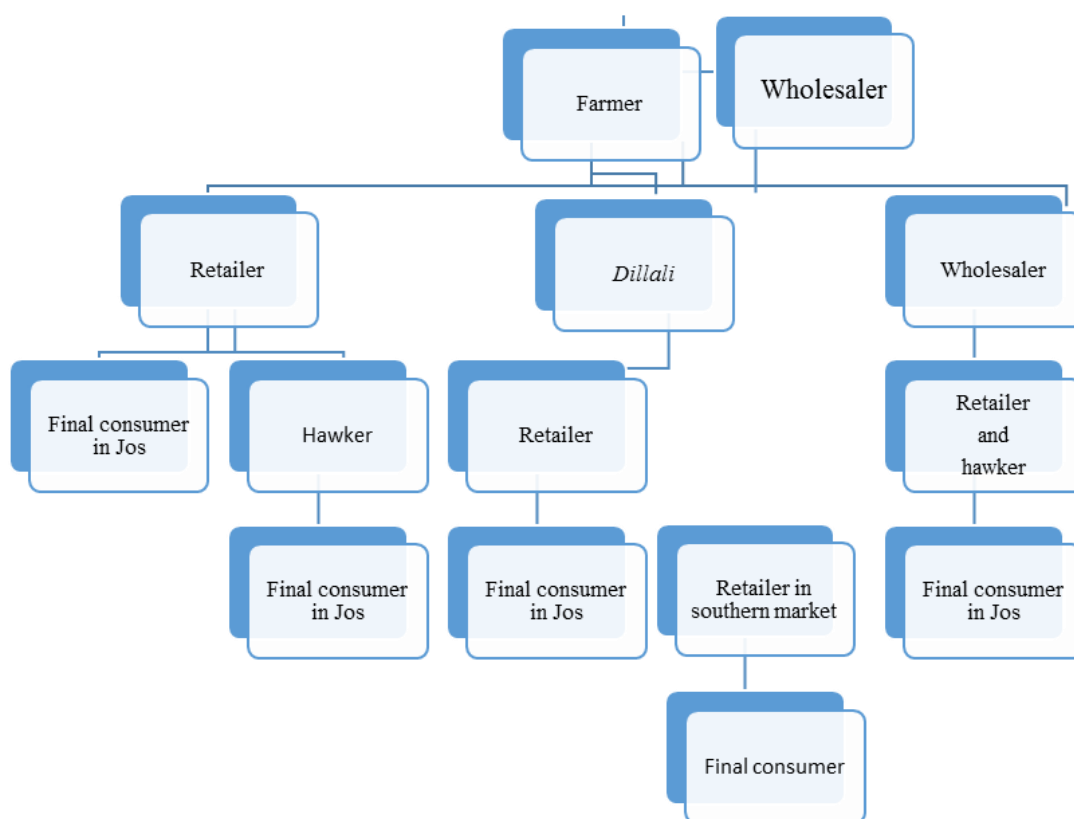 Farmer
Wholesaler
Retailer
Dillali
Wholesaler
Final consumer
in Jos
Hawker
Retailer
Retailer
and
hawker
Final consumer
in Jos
Final consumer
in Jos
Retailer in
southern market
Final consumer
in Jos
Final consumer